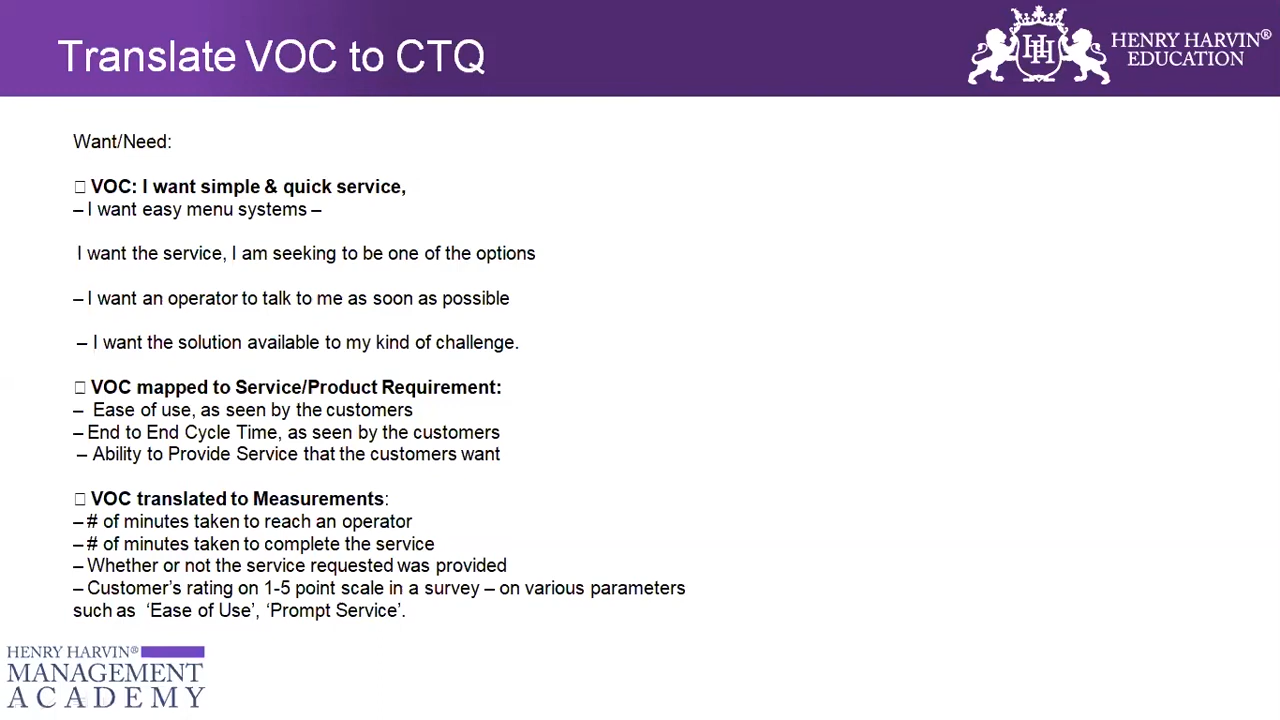 Translate VOC to CTQ
HENRY HARVIN®
EDUCATION
Want/Need:
□ VOC: I want simple & quick service,
– I want easy menu systems –
I want the service, I am seeking to be one of the options
– I want an operator to talk to me as soon as possible
– I want the solution available to my kind of challenge.
□ VOC mapped to Service/Product Requirement:
– Ease of use, as seen by the customers
– End to End Cycle Time, as seen by the customers
– Ability to Provide Service that the customers want
□ VOC translated to Measurements:
– # of minutes taken to reach an operator
– # of minutes taken to complete the service
– Whether or not the service requested was provided
– Customer’s rating on 1-5 point scale in a survey – on various parameters
such as ‘Ease of Use’, ‘Prompt Service’.
HENRY HARVIN®
MANAGEMENT
ACADEMY